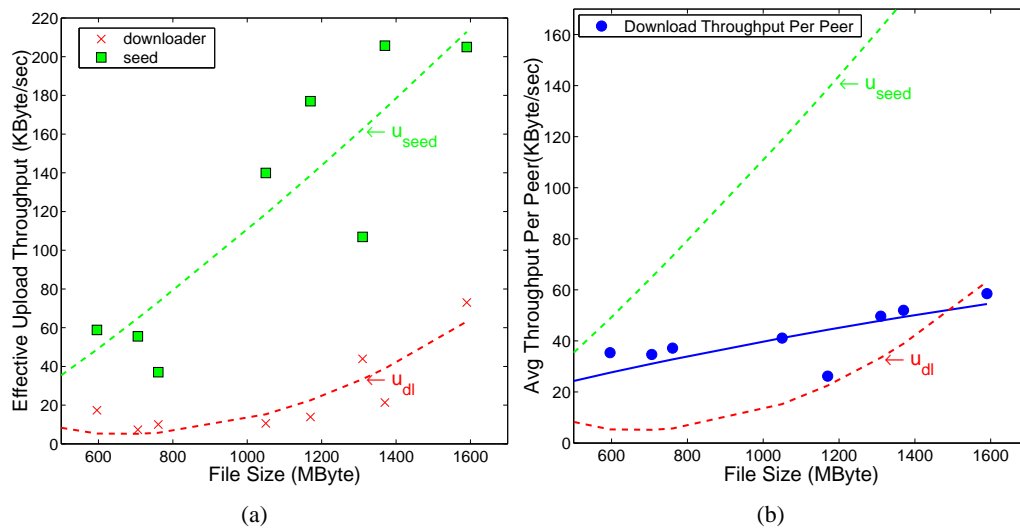 220
200
180
160
140
120
100
80
60
40
20
0
Effective Upload Throughput (KByte/sec)
downloader
seed
u_seed
u_dl
600 800 1000 1200 1400 1600
File Size (MByte)
(a)
160
140
120
100
80
60
40
20
0
Avg Throughput Per Peer(KByte/sec)
Download Throughput Per Peer
u_seed
u_dl
600 800 1000 1200 1400 1600
File Size (MByte)
(b)